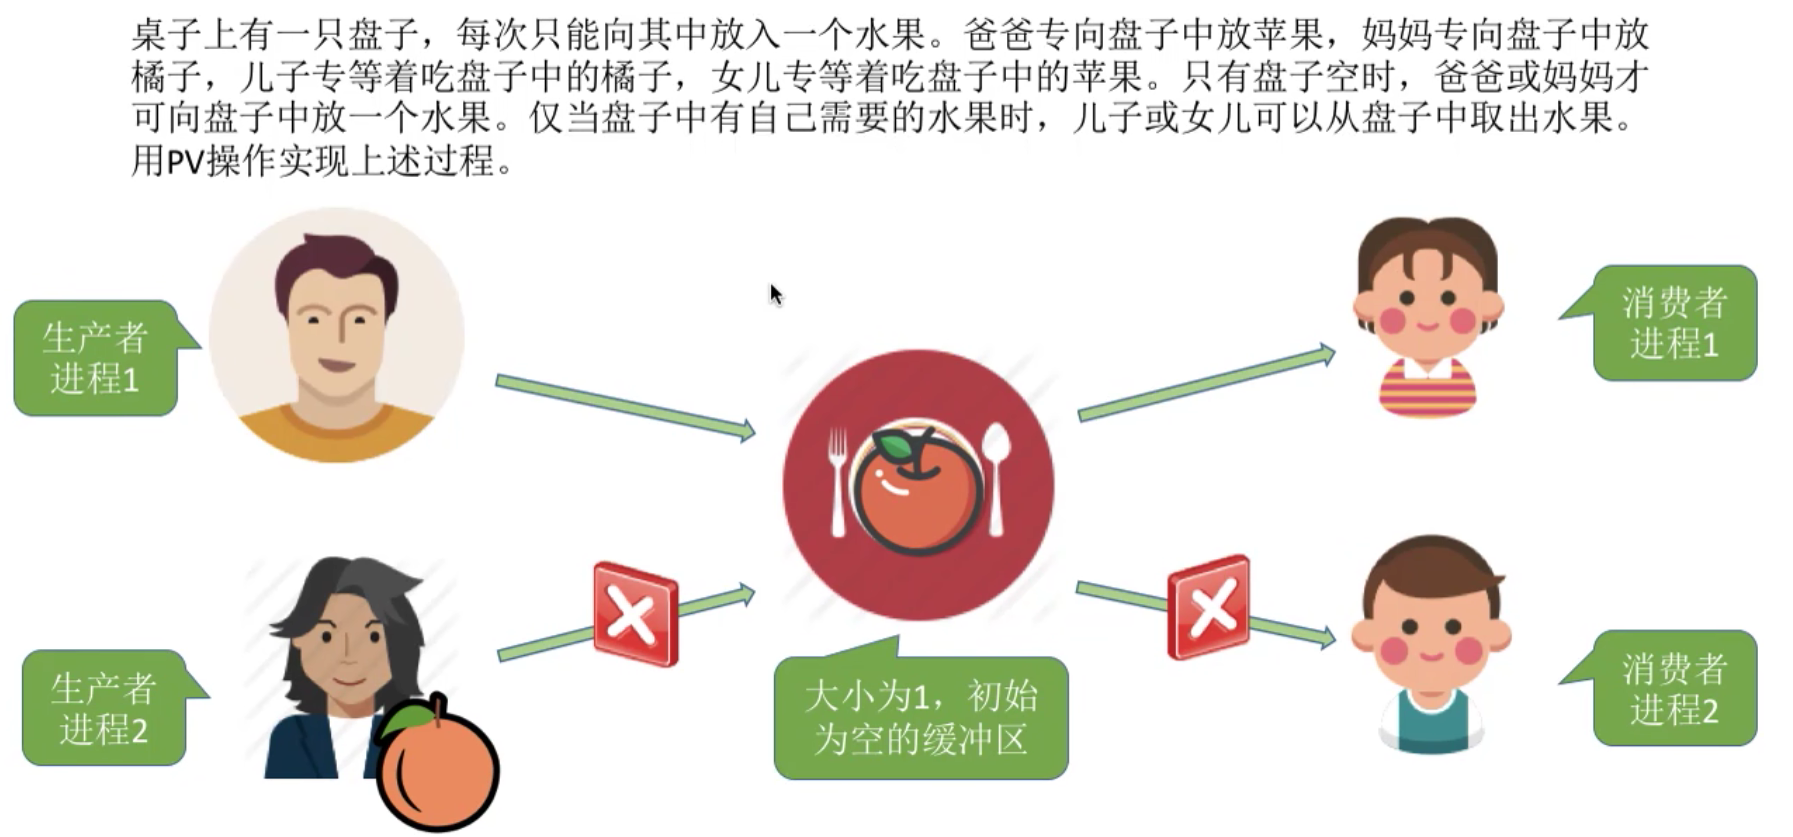 桌子上有一只盘子，每次只能向其中放入一个水果。爸爸专向盘子中放苹果，妈妈专向盘子中放
橘子，儿子专等着吃盘子中的橘子，女儿专等着吃盘子中的苹果。只有盘子空时，爸爸或妈妈才
可向盘子中放一个水果。仅当盘子中有自己需要的水果时，儿子或女儿可以从盘子中取出水果。
用PV操作实现上述过程。
生产者
进程1
消费者
进程1
生产者
进程2
大小为1，初始
为空的缓冲区
消费者
进程2